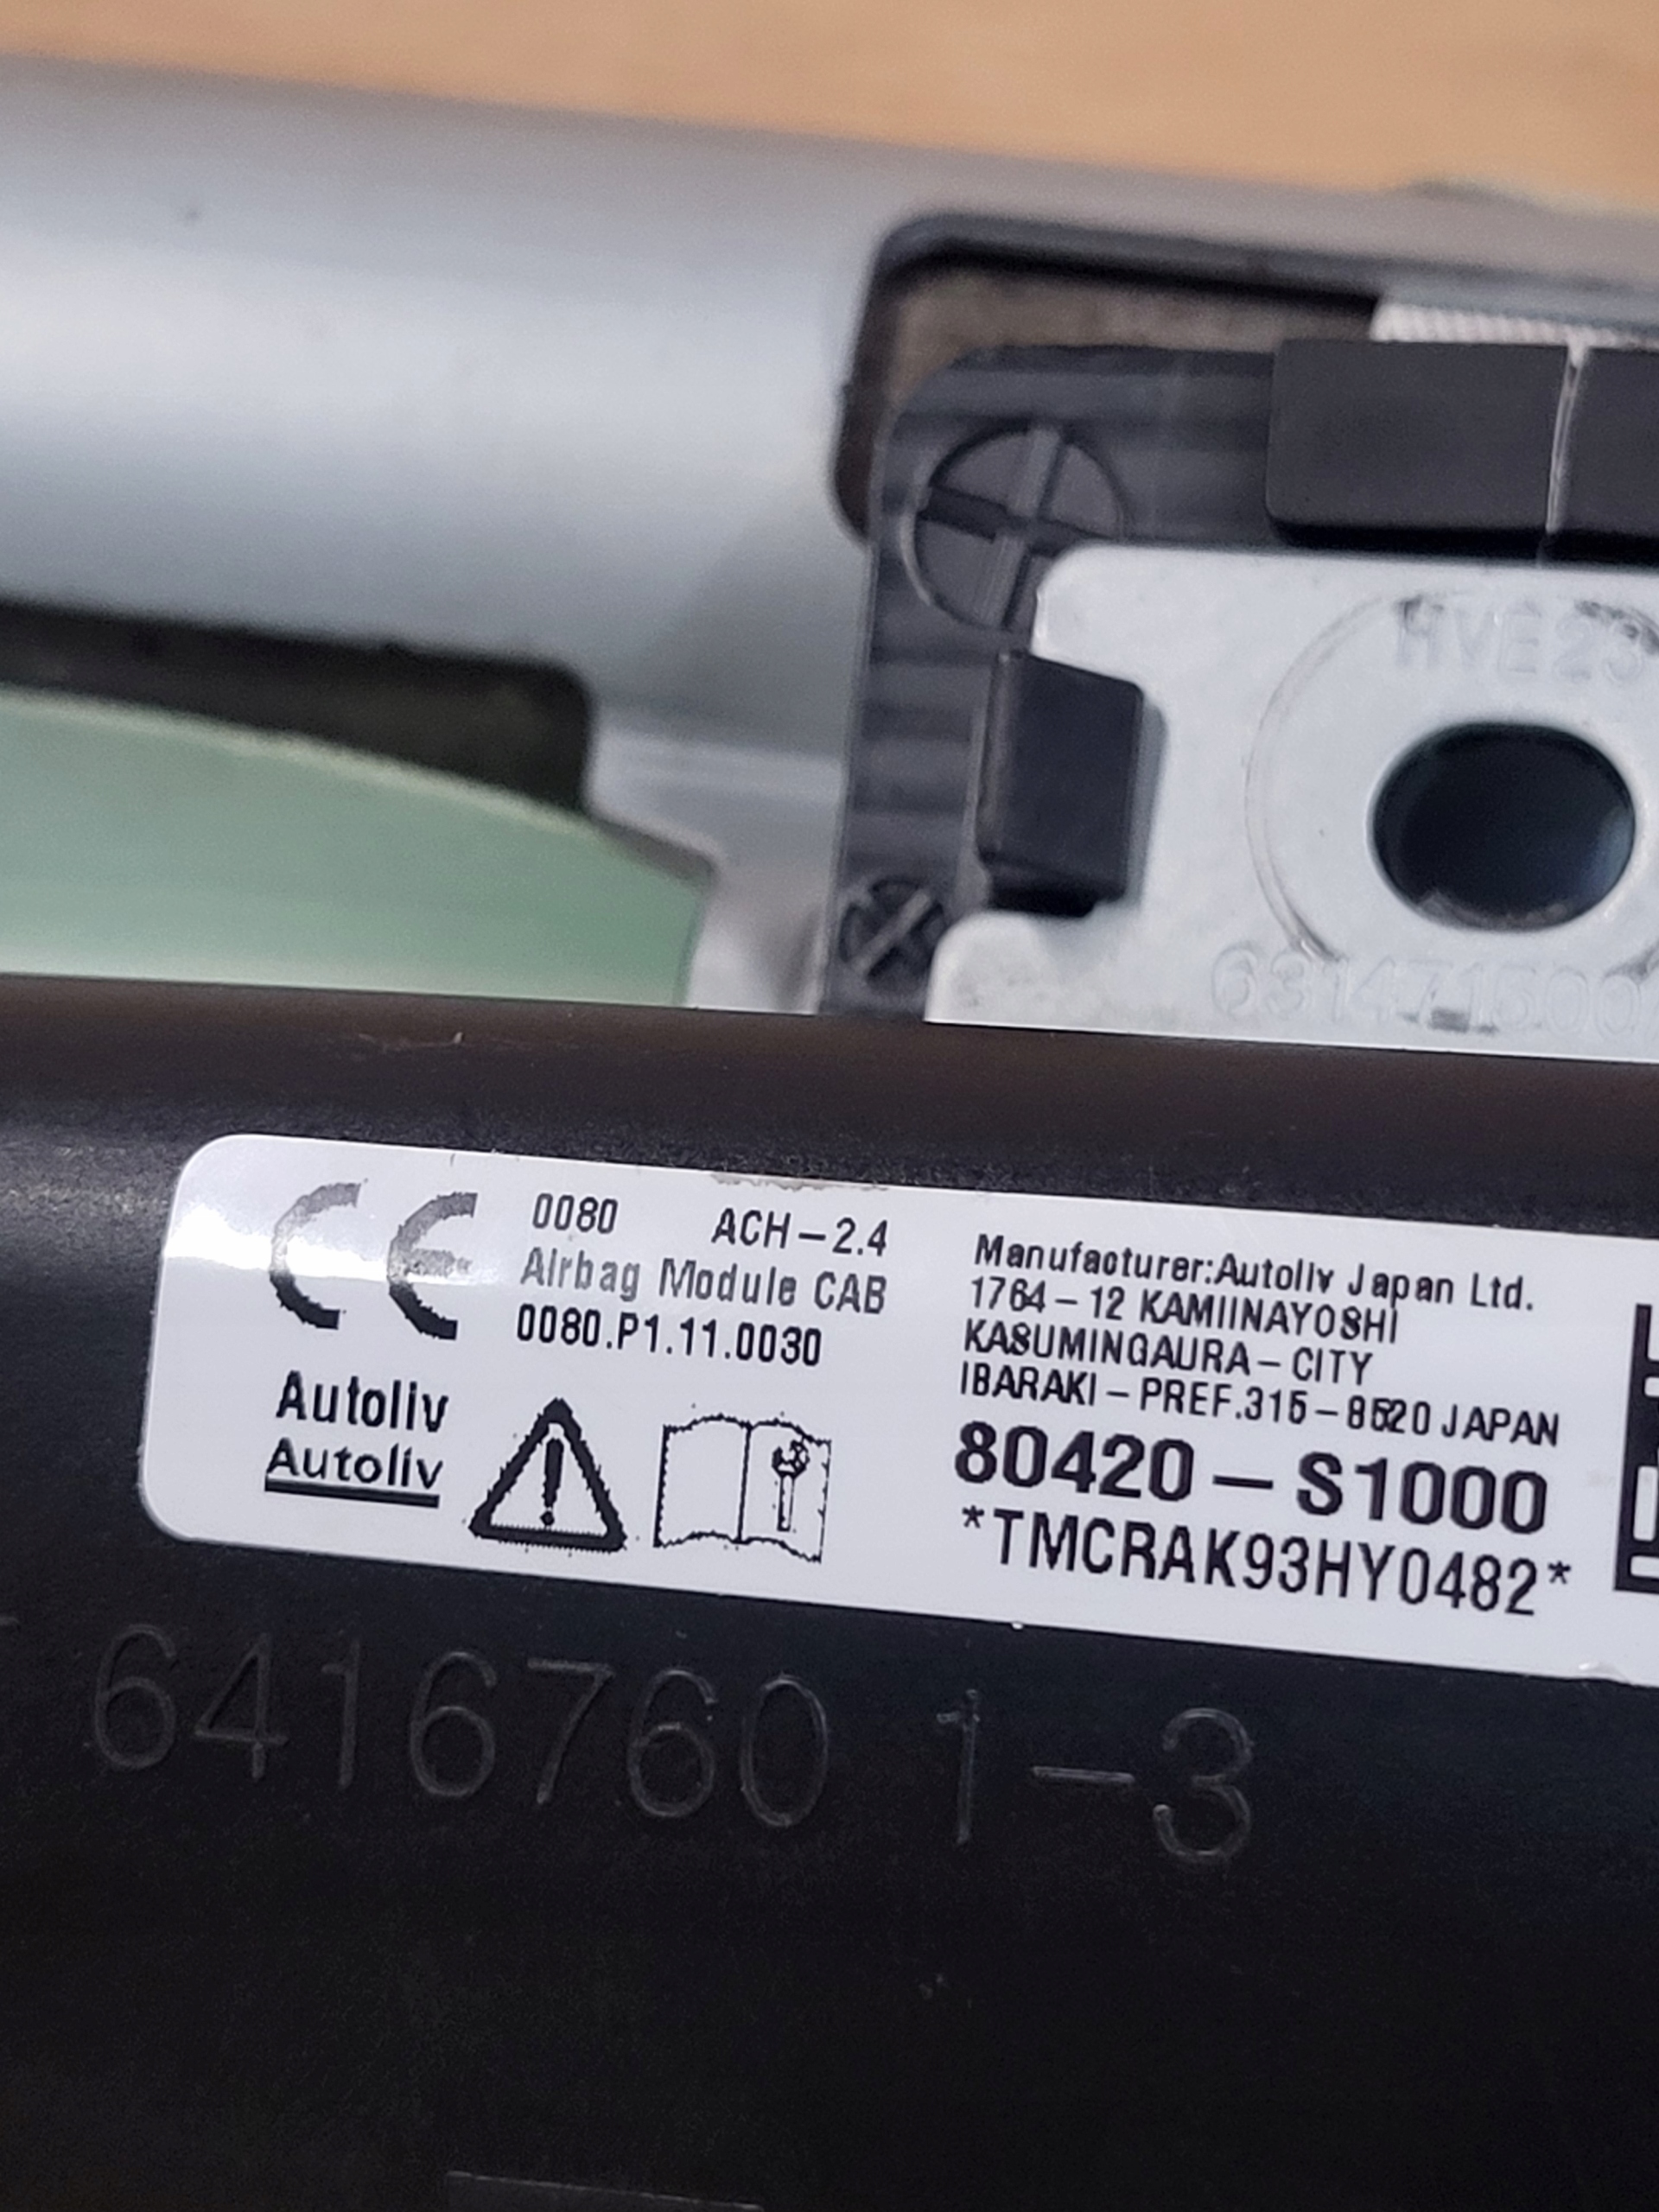 HVE23
631471500
0080 ACH-2.4
Airbag Module CAB
0080.P1.11.0030
Autoliv
Autoliv
Manufacturer:Autoliv Japan Ltd.
1764-12 KAMIINAYOSHI
KASUMINGAURA-CITY
IBARAKI-PREF.315-8520 JAPAN
80420-S1000
*TMCRAK93HY0482*
6416760 1-3